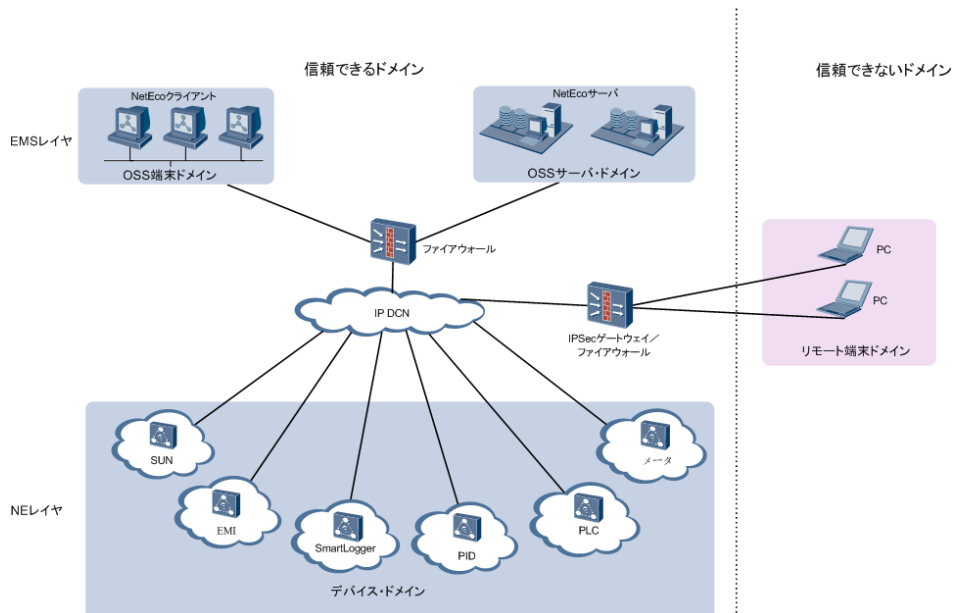 信頼できるドメイン
信頼できないドメイン
NetEcoクライアント
NetEcoサーバ
EMSレイヤ
OSS端末ドメイン
OSSサーバ・ドメイン
ファイアウォール
PC
IP DCN
PC
IPSecゲートウェイ／
ファイアウォール
リモート端末ドメイン
SUN
メータ
NEレイヤ
EMI
SmartLogger
PID
PLC
デバイス・ドメイン